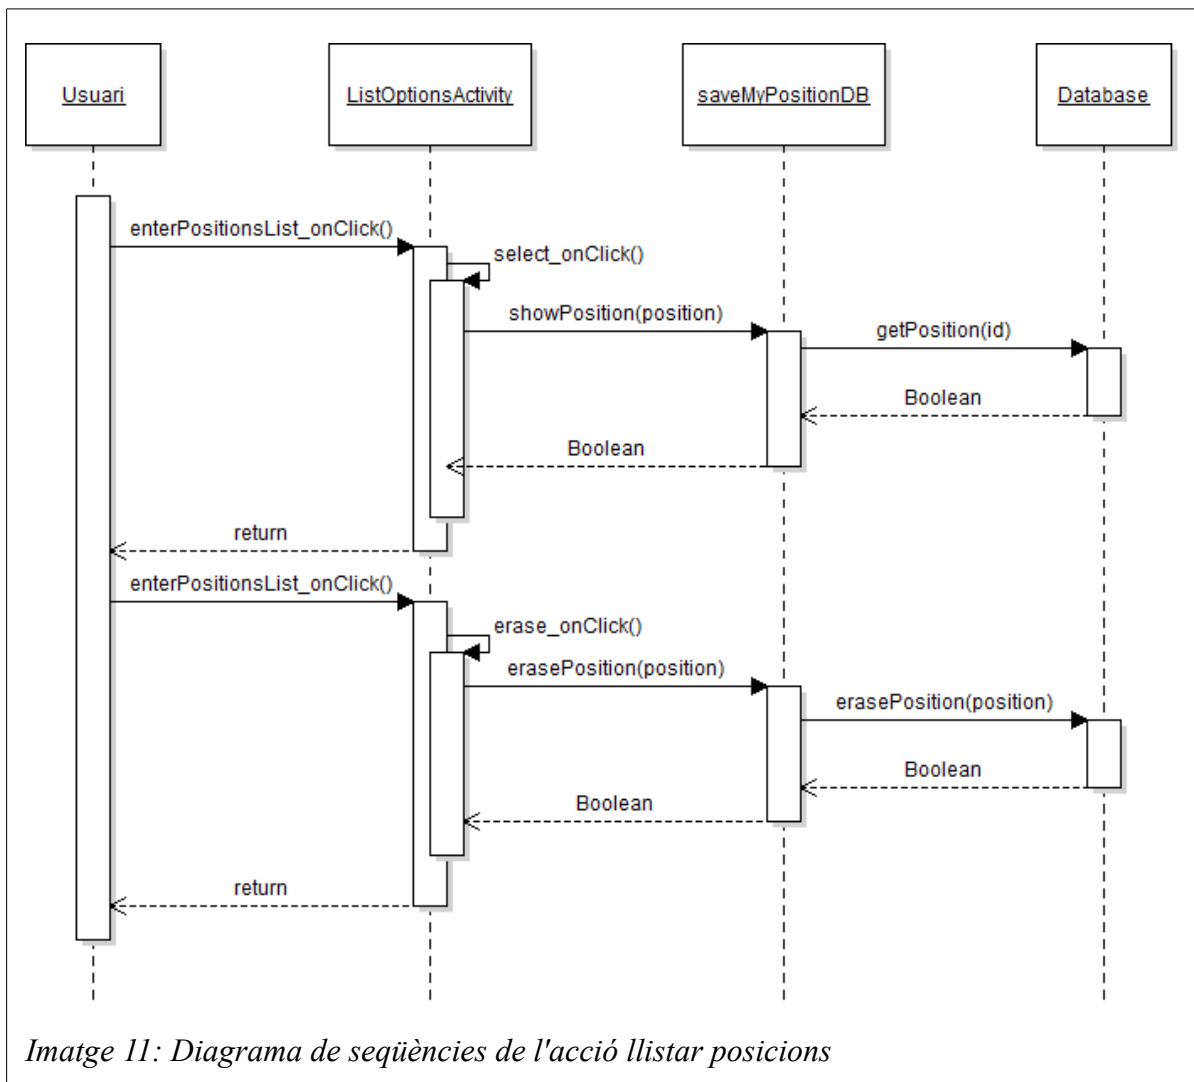 Usuari
ListOptionsActivity
saveMyPositionDB
Database
enterPositionsList_onClick()
select_onClick()
showPosition(position)
getPosition(id)
Boolean
Boolean
return
enterPositionsList_onClick()
erase_onClick()
erasePosition(position)
erasePosition(position)
Boolean
Boolean
return
Imatge 11: Diagrama de seqüències de l'acció llistar posicions